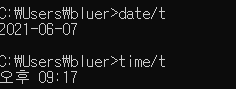 C:₩Users₩bluer>date/t
2021-06-07
C:₩Users₩bluer>time/t
오후 09:17